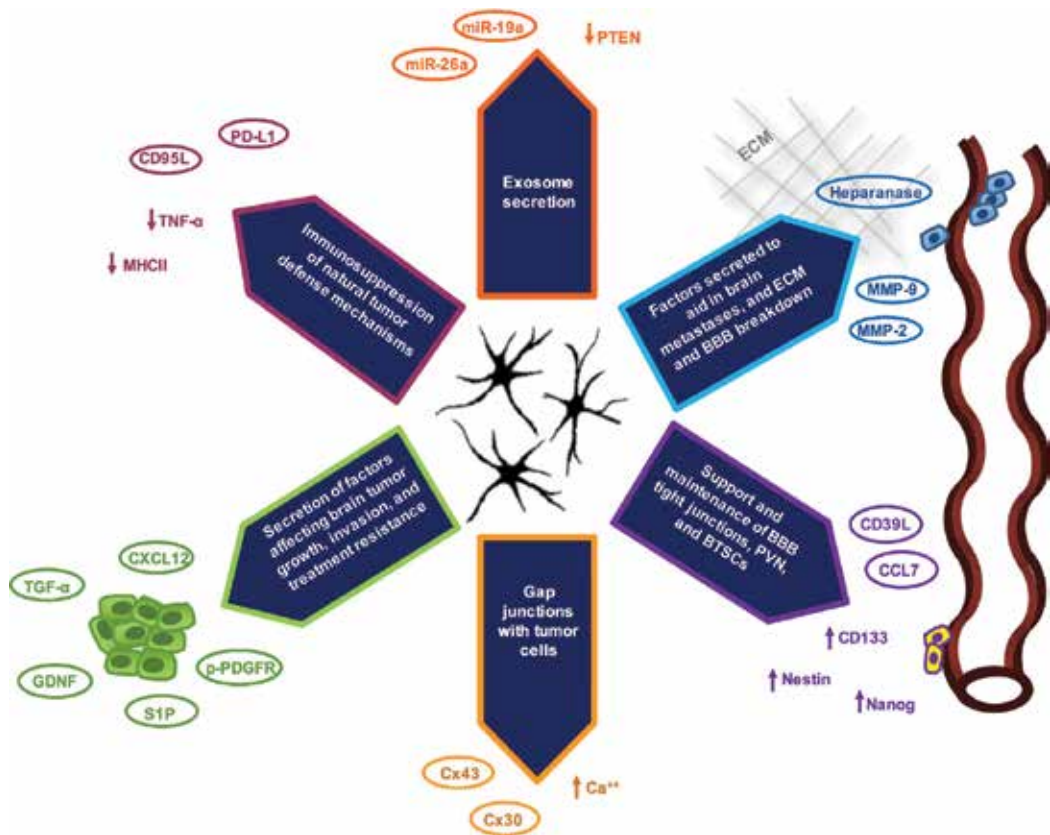 miR-19a
miR-26a
↓ PTEN
Exosome
secretion
PD-L1
CD95L
↓ TNF-α
↓ MHCII
Immunosuppression
of natural tumor
defense mechanisms
ECM
Heparanase
MMP-9
MMP-2
Factors secreted to
aid in brain
metastases, and ECM
and BBB breakdown
Secretion of factors
affecting brain tumor
growth, invasion, and
treatment resistance
CXCL12
TGF-α
GDNF
p-PDGFR
S1P
Gap
junctions
with tumor
cells
Cx43
Cx30
↑ Ca⁺⁺
Support and
maintenance of BBB
tight junctions, PVN,
and BTSCs
CD39L
CCL7
↑ CD133
↑ Nestin
↑ Nanog